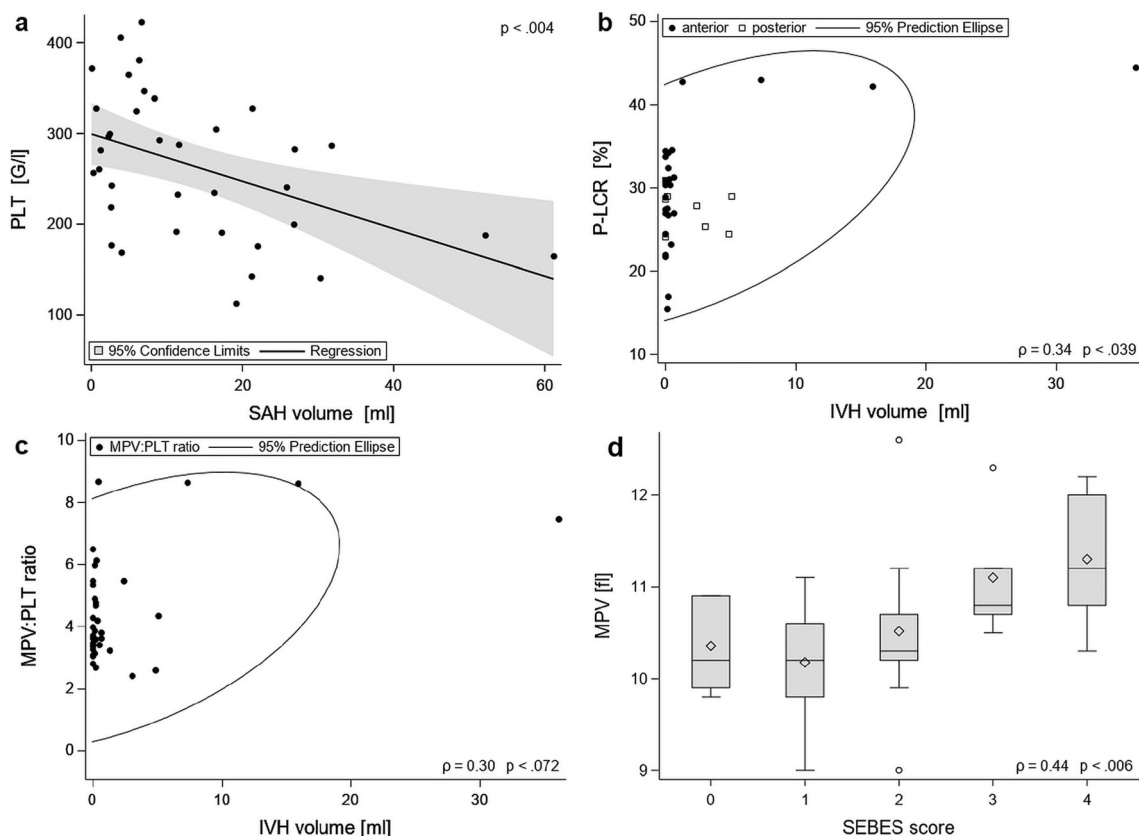 a
p < .004
PLT [G/l]
400
300
200
100
95% Confidence Limits Regression
0 20 40 60
SAH volume [ml]
b
anterior posterior 95% Prediction Ellipse
P-LCR [%]
50
40
30
20
10
ρ = 0.34 p < .039
0 10 20 30
IVH volume [ml]
c
MPV:PLT ratio 95% Prediction Ellipse
MPV:PLT ratio
10
8
6
4
2
0
ρ = 0.30 p < .072
0 10 20 30
IVH volume [ml]
d
MPV [fl]
12
11
10
9
ρ = 0.44 p < .006
0 1 2 3 4
SEBES score